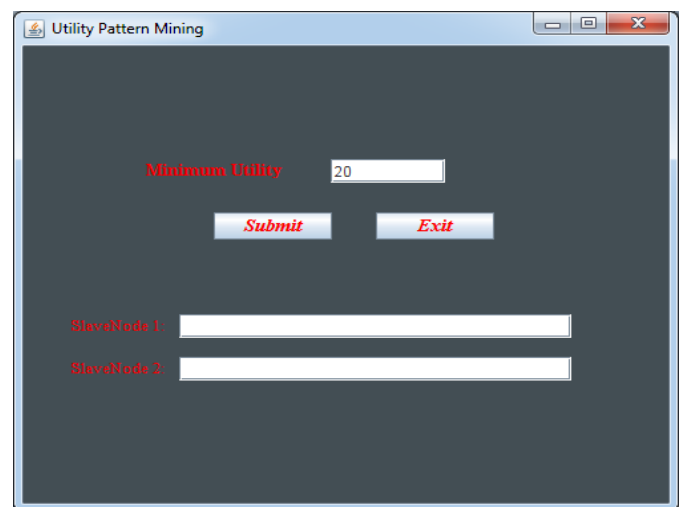 Utility Pattern Mining
Minimum Utility 20
Submit Exit
SlaveNode 1:
SlaveNode 2